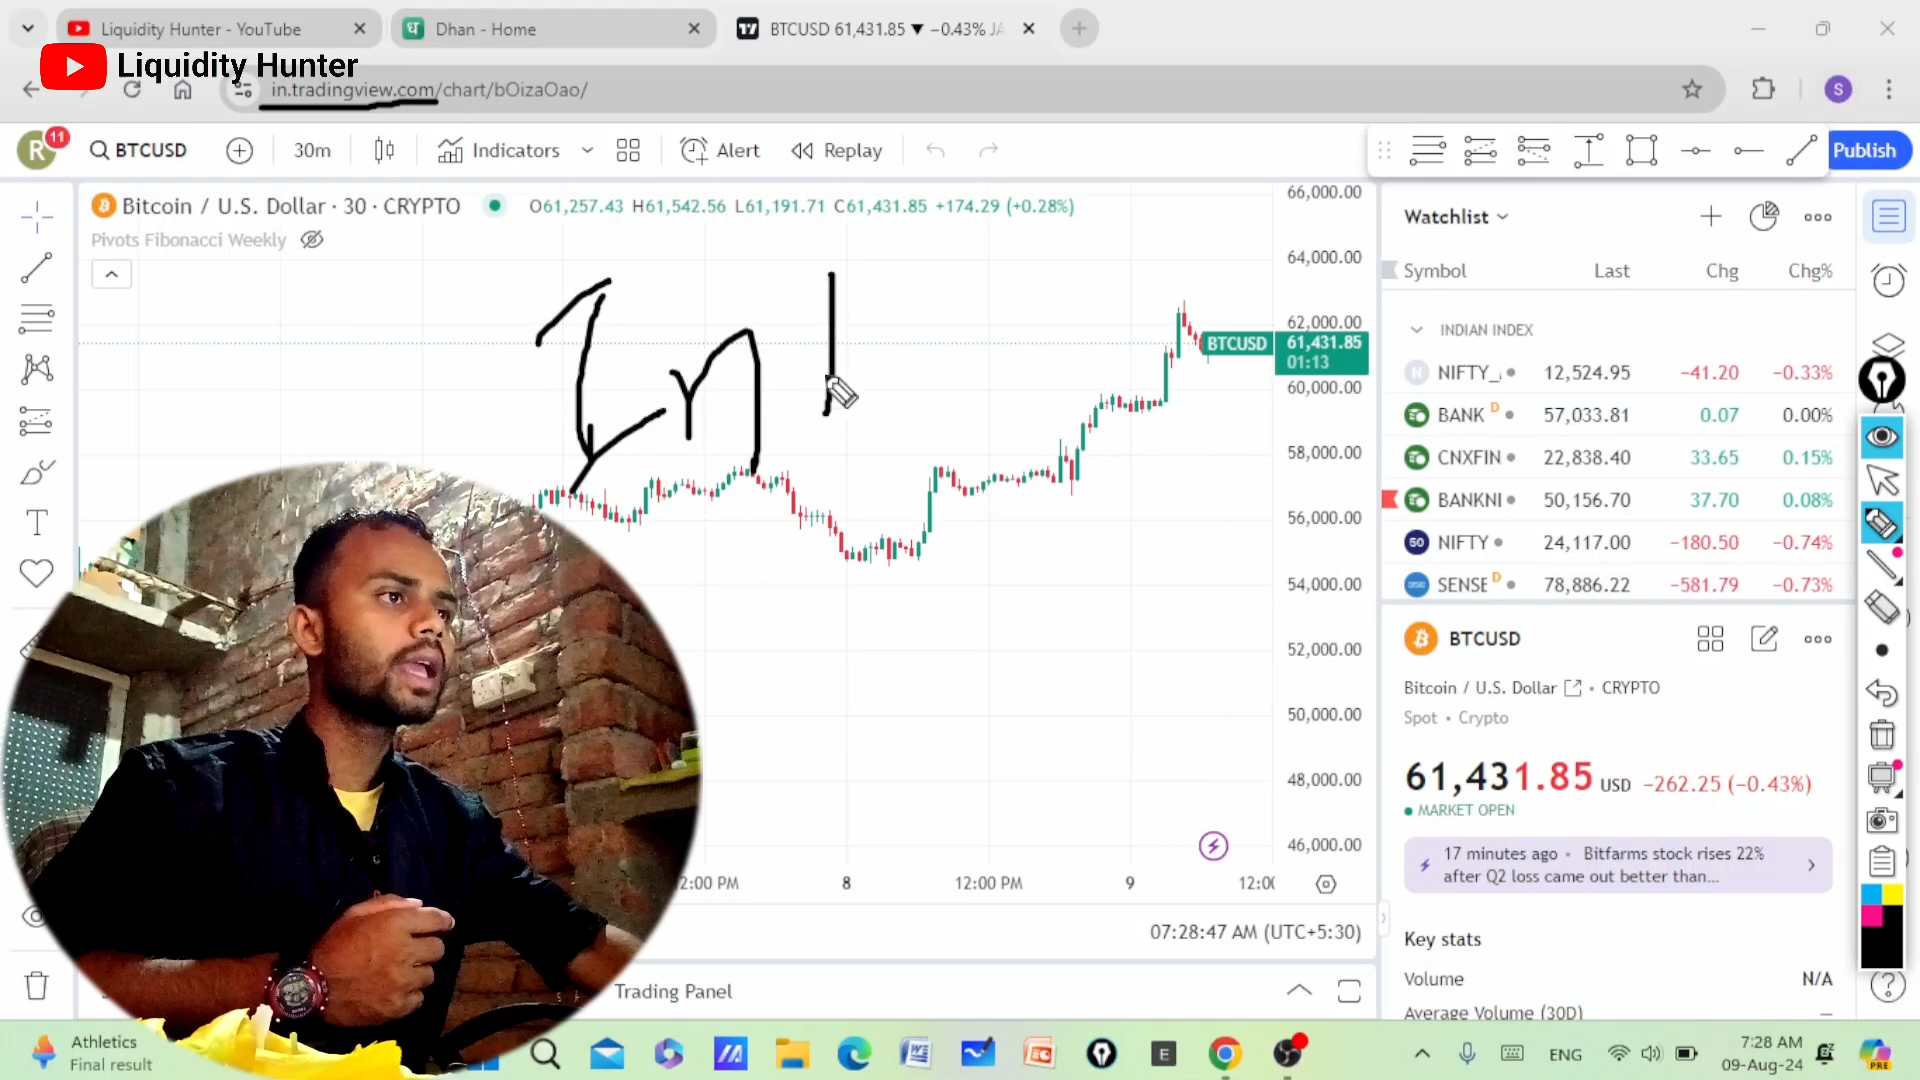 Liquidity Hunter - YouTube
Dhan - Home
BTCUSD 61,431.85 ▼ −0.43%
Liquidity Hunter
in.tradingview.com/chart/bOizaOao/
R 11
BTCUSD
30m
Indicators
Alert
Replay
Publish
Bitcoin / U.S. Dollar · 30 · CRYPTO
O61,257.43 H61,542.56 L61,191.71 C61,431.85 +174.29 (+0.28%)
Pivots Fibonacci Weekly
66,000.00
64,000.00
62,000.00
BTCUSD 61,431.85
01:13
60,000.00
58,000.00
56,000.00
54,000.00
52,000.00
50,000.00
48,000.00
46,000.00
2:00 PM
8
12:00 PM
9
12:0
07:28:47 AM (UTC+5:30)
Trading Panel
Watchlist
Symbol Last Chg Chg%
INDIAN INDEX
NIFTY_ 12,524.95 −41.20 −0.33%
BANK D 57,033.81 0.07 0.00%
CNXFIN 22,838.40 33.65 0.15%
BANKNI 50,156.70 37.70 0.08%
50 NIFTY 24,117.00 −180.50 −0.74%
SENSE D 78,886.22 −581.79 −0.73%
BTCUSD
Bitcoin / U.S. Dollar • CRYPTO
Spot • Crypto
61,431.85 USD −262.25 (−0.43%)
MARKET OPEN
17 minutes ago • Bitfarms stock rises 22%
after Q2 loss came out better than...
Key stats
Volume N/A
Average Volume (30D) —
Athletics
Final result
ENG
7:28 AM
09-Aug-24
PRE